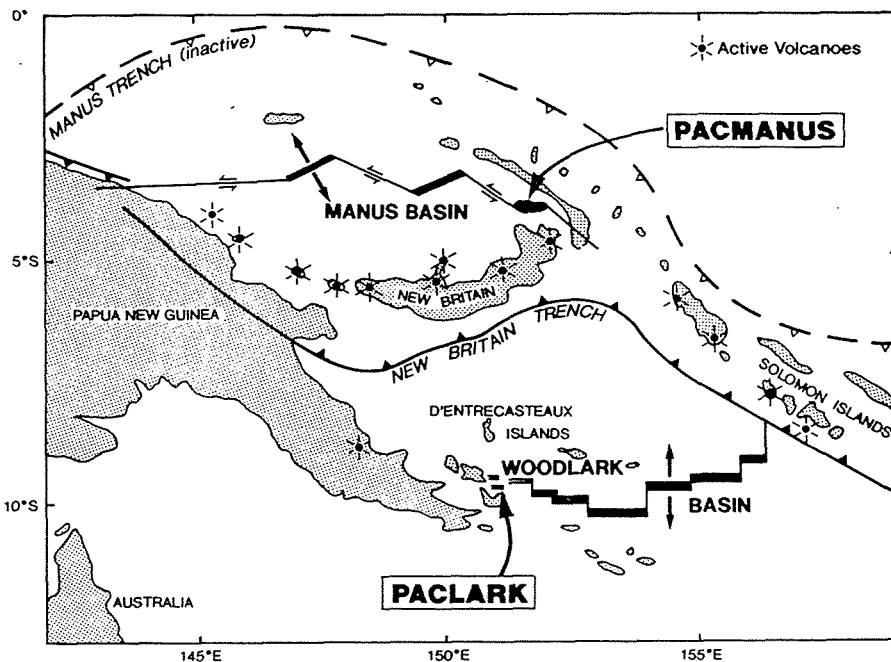 0°
Active Volcanoes
MANUS TRENCH (inactive)
PACMANUS
MANUS BASIN
5°S
NEW BRITAIN
PAPUA NEW GUINEA
NEW BRITAIN TRENCH
SOLOMON ISLANDS
D'ENTRECASTEAUX
ISLANDS
WOODLARK
BASIN
10°S
PACLARK
AUSTRALIA
145°E
150°E
155°E